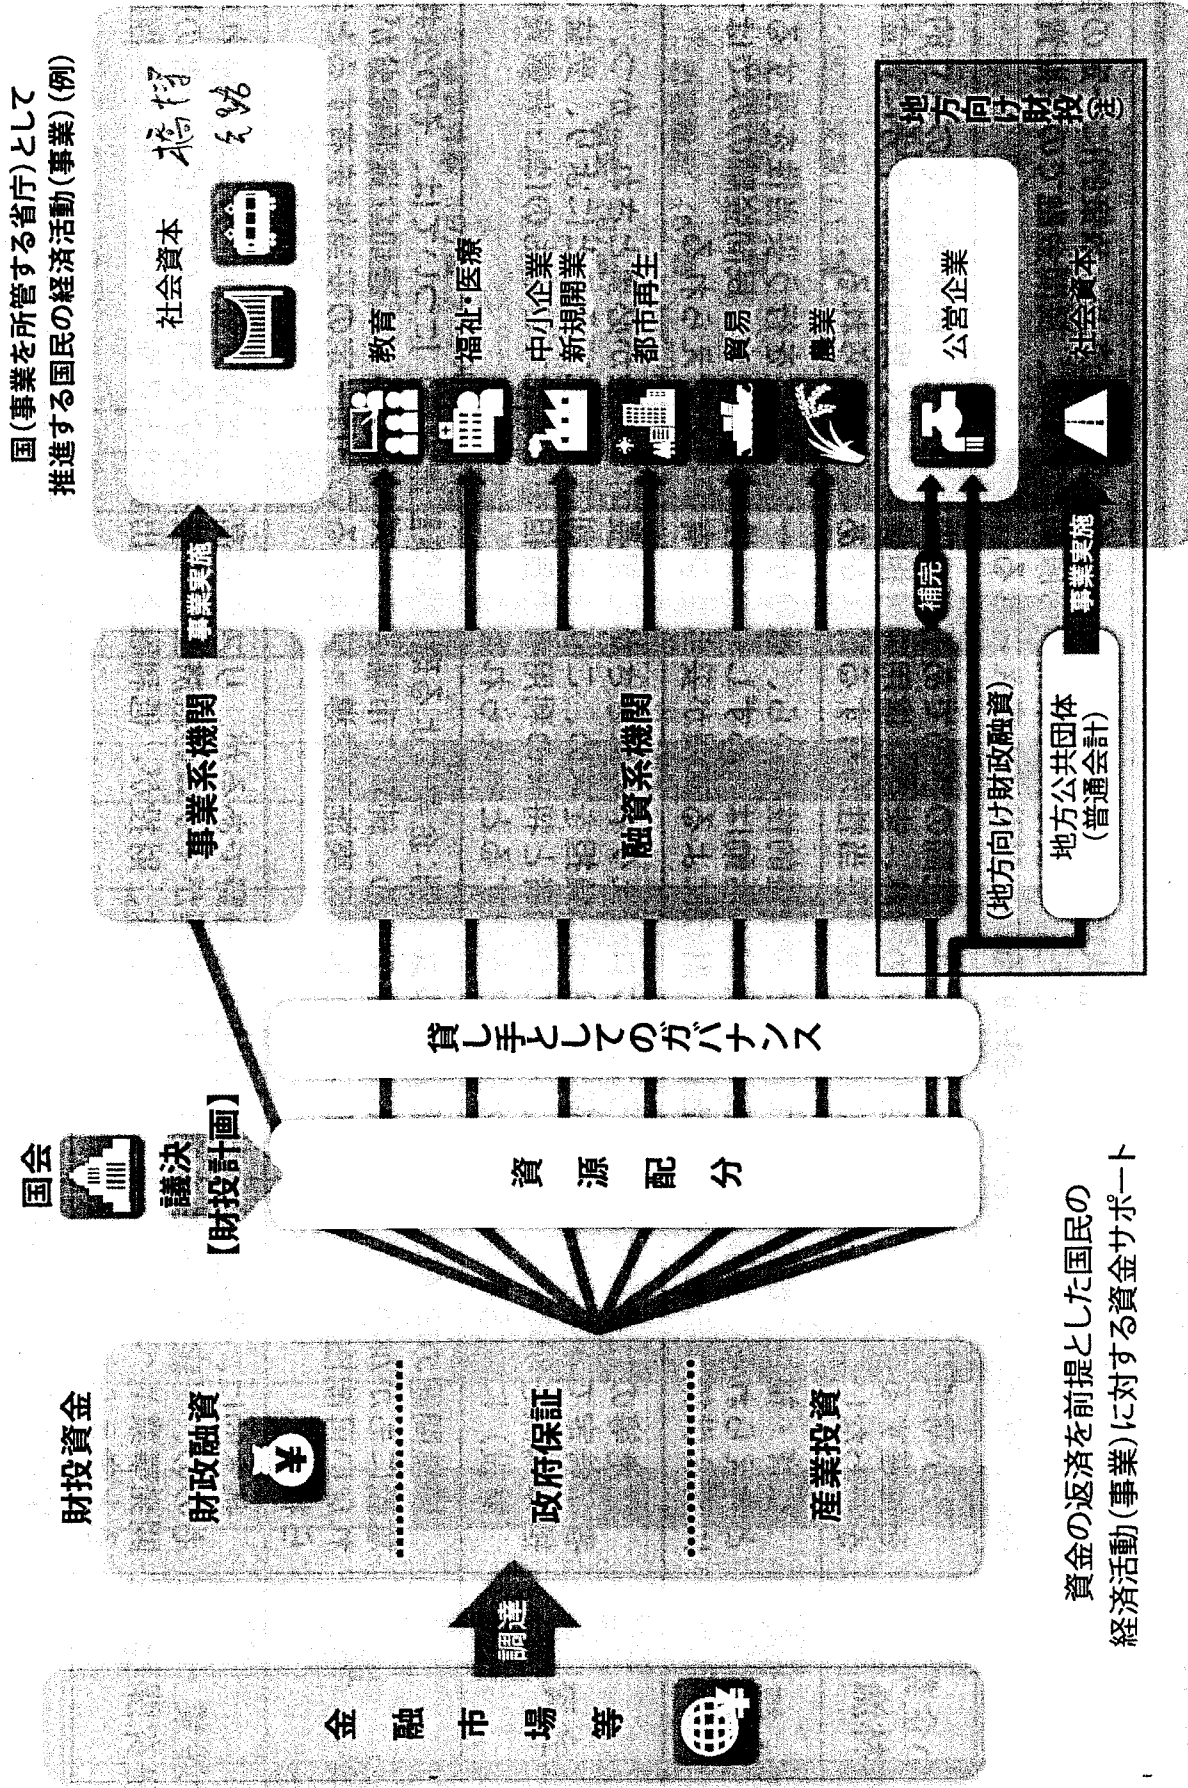 国(事業を所管する省庁)として
推進する国民の経済活動(事業)(例)
国会
議決
【財投計画】
財投資金
財政融資
政府保証
産業投資
金融市場等
調達
資源配分
貸し手としてのガバナンス
事業系機関
事業実施
社会資本
橋
融資系機関
教育
福祉・医療
中小企業
新規開業
都市再生
貿易
農業
補完
公営企業
地方向け財投(注)
(地方向け財政融資)
地方公共団体
(普通会計)
事業実施
社会資本
資金の返済を前提とした国民の
経済活動(事業)に対する資金サポート